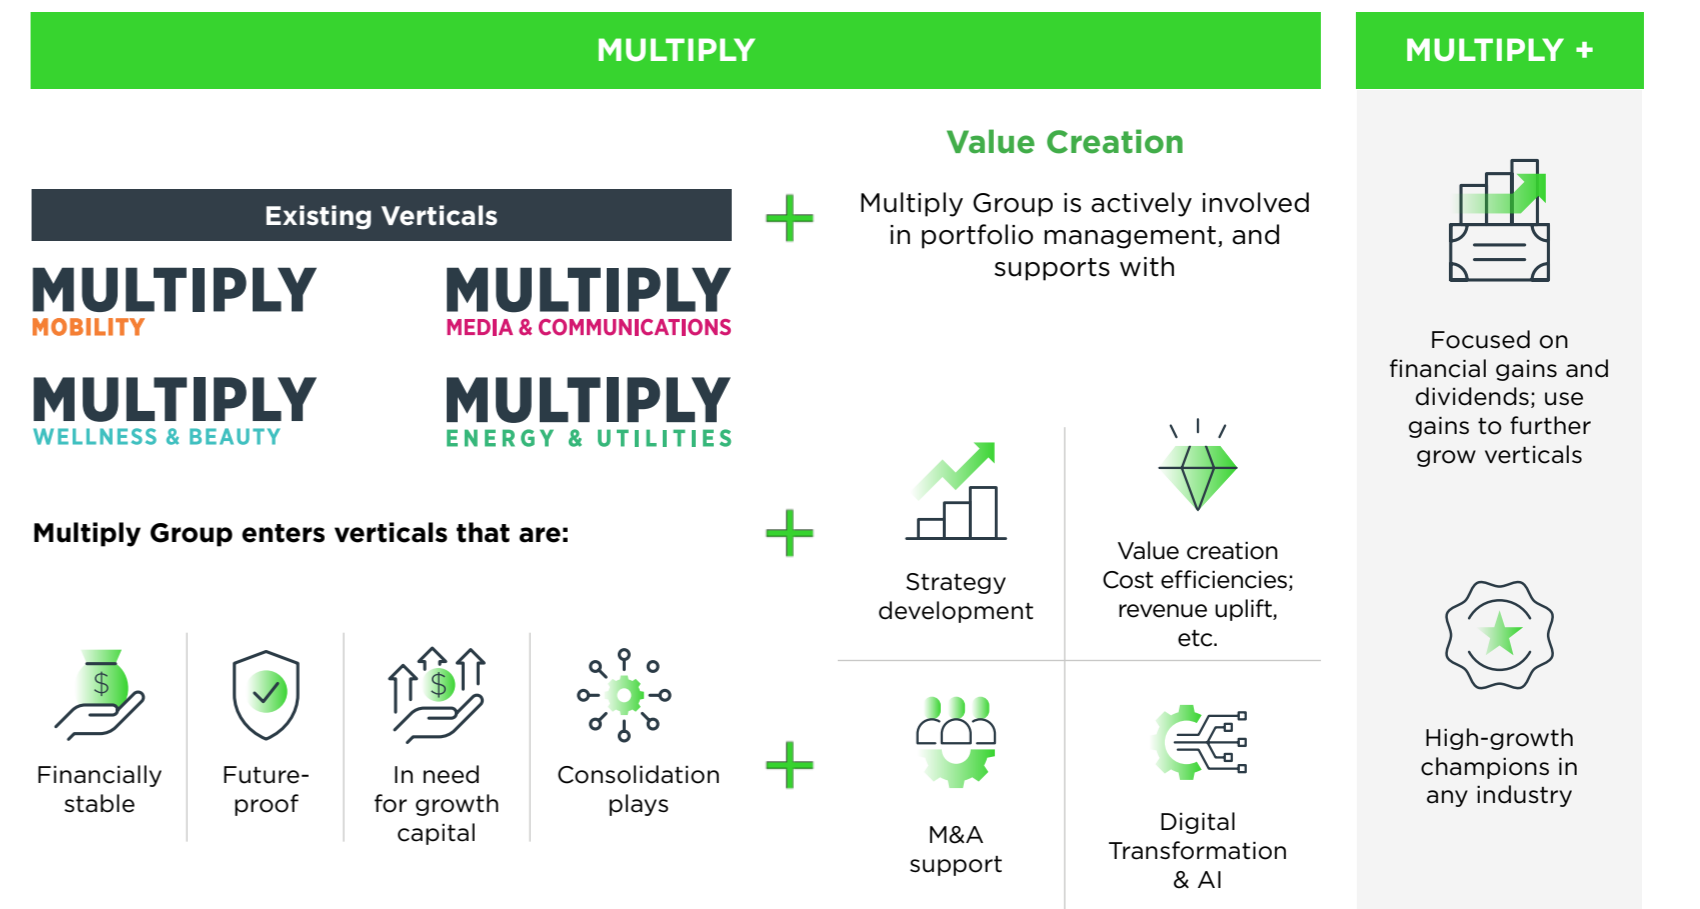 MULTIPLY
Existing Verticals
MULTIPLY
MOBILITY
MULTIPLY
MEDIA & COMMUNICATIONS
MULTIPLY
WELLNESS & BEAUTY
MULTIPLY
ENERGY & UTILITIES
Multiply Group enters verticals that are:
$
Financially
stable
Future-
proof
$
In need
for growth
capital
Consolidation
plays
+
+
+
Value Creation
Multiply Group is actively involved
in portfolio management, and
supports with
Strategy
development
Value creation
Cost efficiencies;
revenue uplift,
etc.
M&A
support
Digital
Transformation
& AI
MULTIPLY +
Focused on
financial gains and
dividends; use
gains to further
grow verticals
High-growth
champions in
any industry